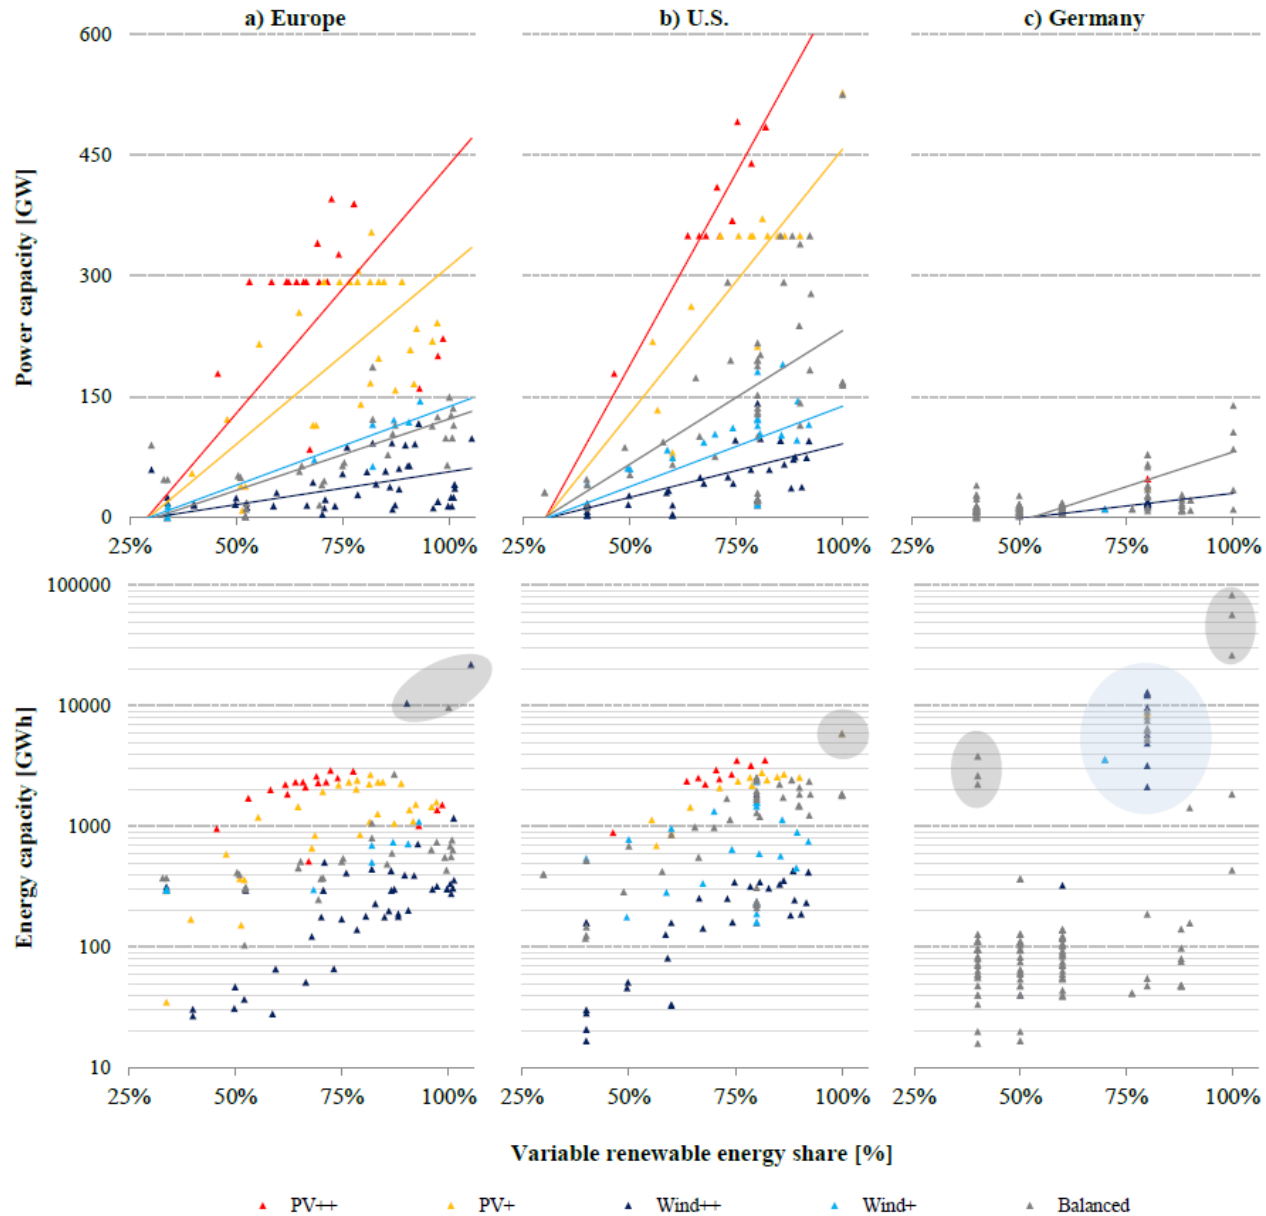 a) Europe
b) U.S.
c) Germany
Power capacity [GW]
600
450
300
150
0
25% 50% 75% 100%
25% 50% 75% 100%
25% 50% 75% 100%
Energy capacity [GWh]
100000
10000
1000
100
10
25% 50% 75% 100%
25% 50% 75% 100%
25% 50% 75% 100%
Variable renewable energy share [%]
PV++ PV+ Wind++ Wind+ Balanced